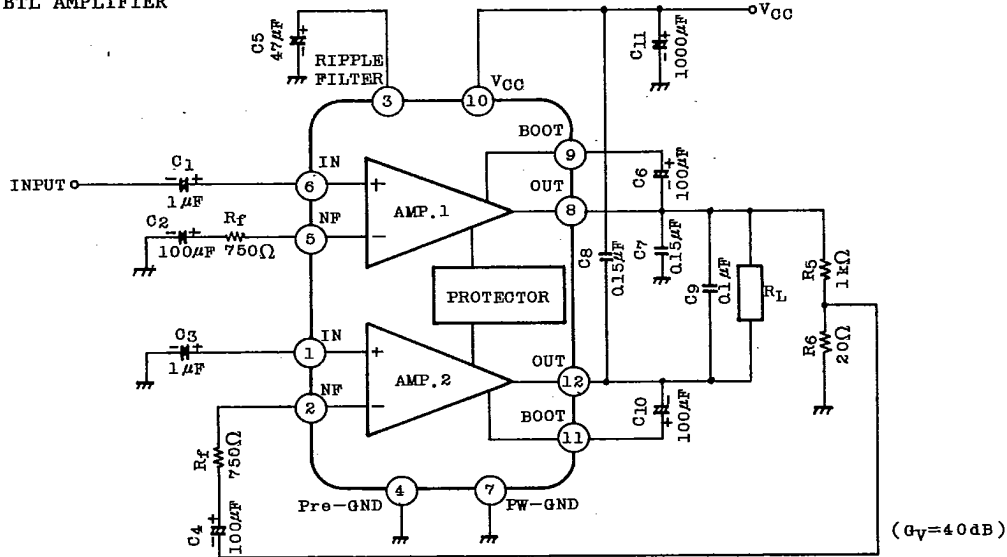 BTL AMPLIFIER
C5
47µF
RIPPLE
FILTER
3
10
VCC
VCC
C11
1000µF
BOOT
9
C6
100µF
INPUT
C1
1µF
IN
6
+
AMP.1
OUT
8
C2
100µF
Rf
750Ω
NF
5
−
C8
0.15µF
C7
0.15µF
C9
0.1µF
RL
R5
1kΩ
R6
20Ω
PROTECTOR
C3
1µF
IN
1
+
AMP.2
OUT
12
NF
2
−
BOOT
11
C10
100µF
Rf
750Ω
C4
100µF
Pre-GND
4
7
PW-GND
(GV=40dB)